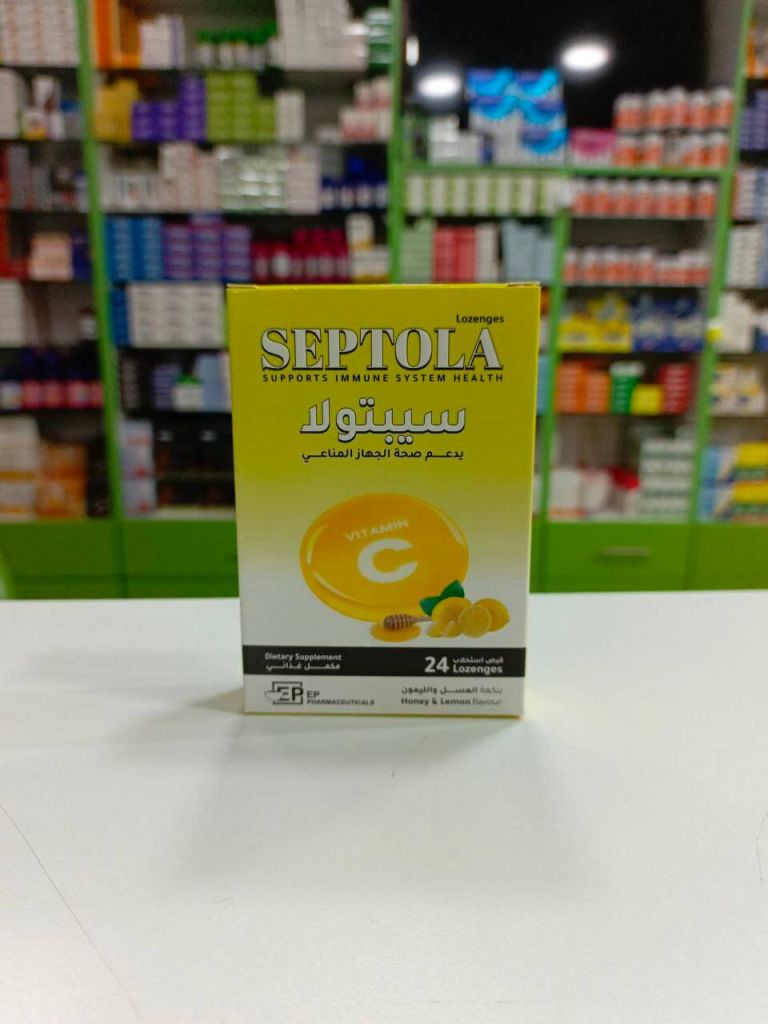 Lozenges
SEPTOLA
SUPPORTS IMMUNE SYSTEM HEALTH
سيبتولا
يدعم صحة الجهاز المناعي
VITAMIN
C
Dietary Supplement
مكمل غذائي
24 قرص استحلاب
Lozenges
EP EP
PHARMACEUTICALS
بنكهة العسل والليمون
Honey & Lemon flavour